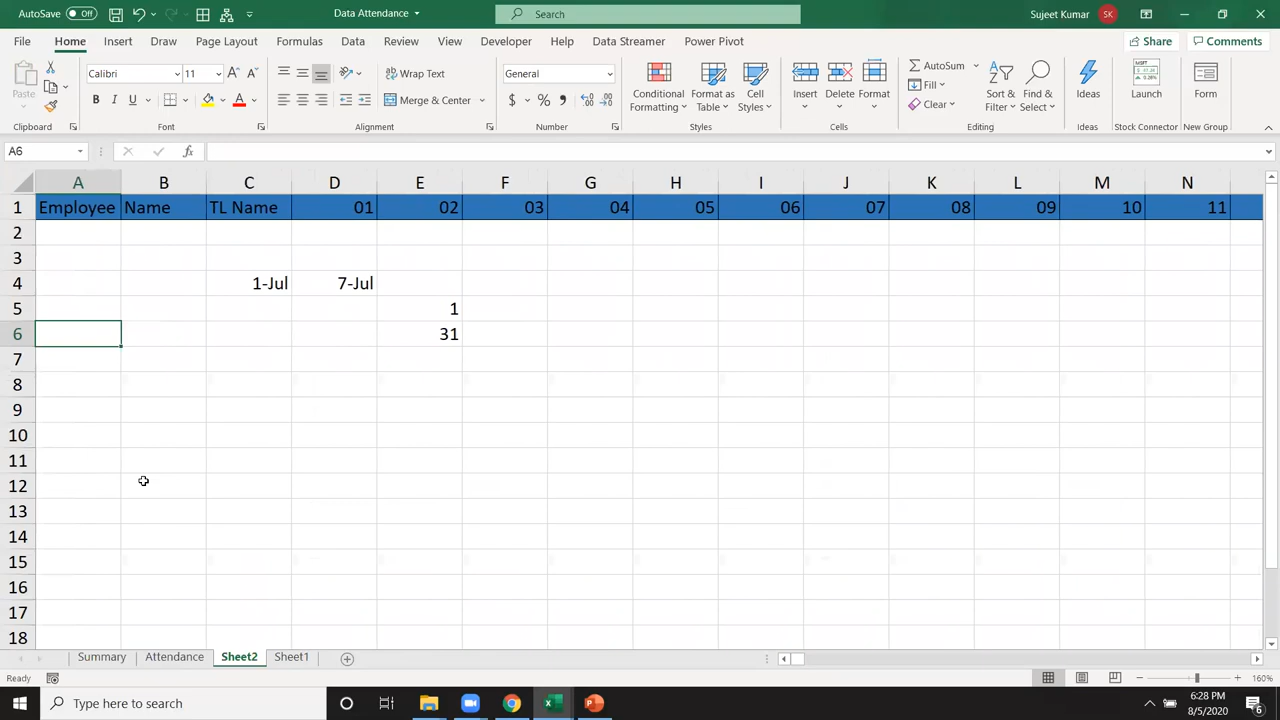 AutoSave Off Data Attendance Search Sujeet Kumar SK
File Home Insert Draw Page Layout Formulas Data Review View Developer Help Data Streamer Power Pivot Share Comments
Paste Calibri 11 Wrap Text General AutoSum
Conditional Formatting Format as Table Cell Styles Insert Delete Format Fill Sort & Filter Find & Select Ideas Launch Form
B I U A Merge & Center $ % , Clear
Clipboard Font Alignment Number Styles Cells Editing Ideas Stock Connector New Group
A6 fx
A B C D E F G H I J K L M N
1 Employee Name TL Name 01 02 03 04 05 06 07 08 09 10 11
2
3
4 1-Jul 7-Jul
5 1
6 31
7
8
9
10
11
12
13
14
15
16
17
18
Summary Attendance Sheet2 Sheet1
Ready 160%
Type here to search 6:28 PM
8/5/2020 6